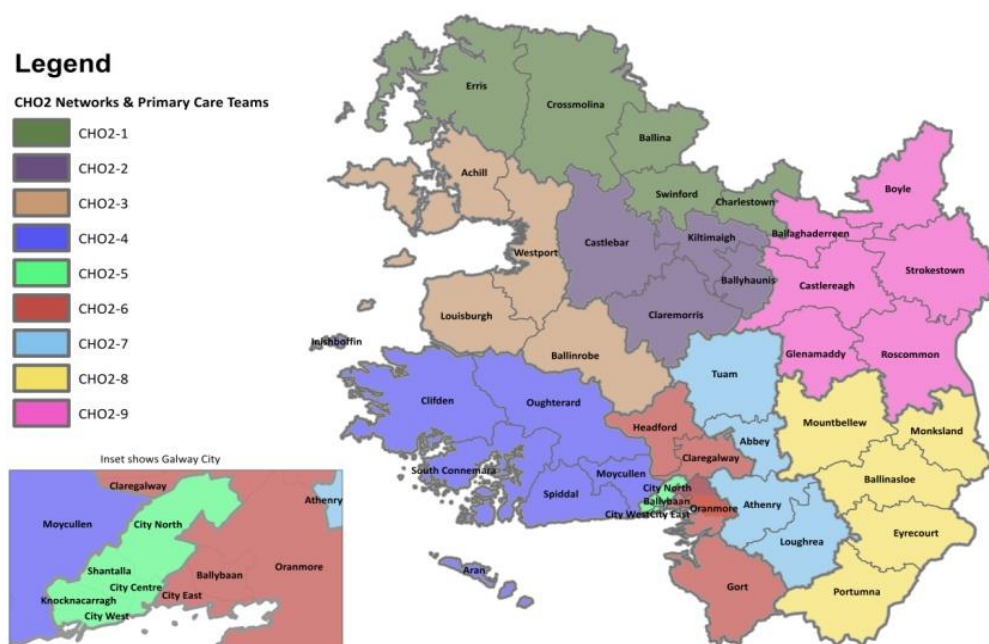 Legend
CHO2 Networks & Primary Care Teams
CHO2-1
CHO2-2
CHO2-3
CHO2-4
CHO2-5
CHO2-6
CHO2-7
CHO2-8
CHO2-9
Erris
Crossmolina
Ballina
Achill
Swinford
Charlestown
Boyle
Ballaghaderreen
Castlebar
Kiltimaigh
Westport
Strokestown
Ballyhaunis
Castlereagh
Louisburgh
Claremorris
Inishboffin
Ballinrobe
Glenamaddy
Roscommon
Tuam
Clifden
Oughterard
Mountbellew
Headford
Monksland
Abbey
Claregalway
South Connemara
Moycullen
Ballinasloe
City North
Spiddal
Ballybaan
Oranmore
Athenry
City West
City East
Eyrecourt
Loughrea
Aran
Gort
Portumna
Inset shows Galway City
Claregalway
Athenry
Moycullen
City North
Shantalla
Oranmore
Ballybaan
City Centre
City East
Knocknacarragh
City West